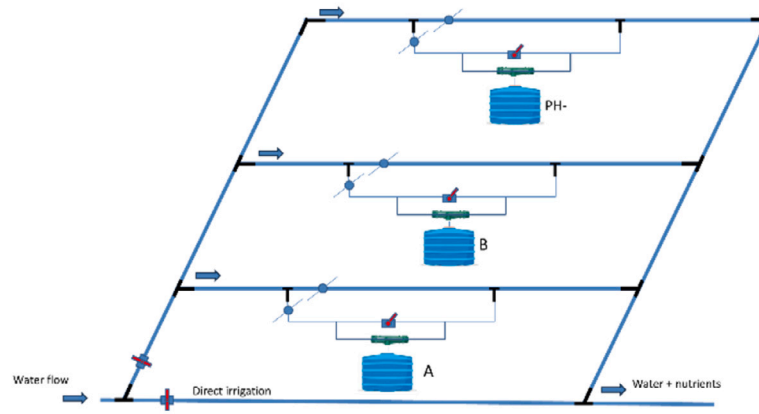 PH-
B
A
Water flow
Direct irrigation
Water + nutrients